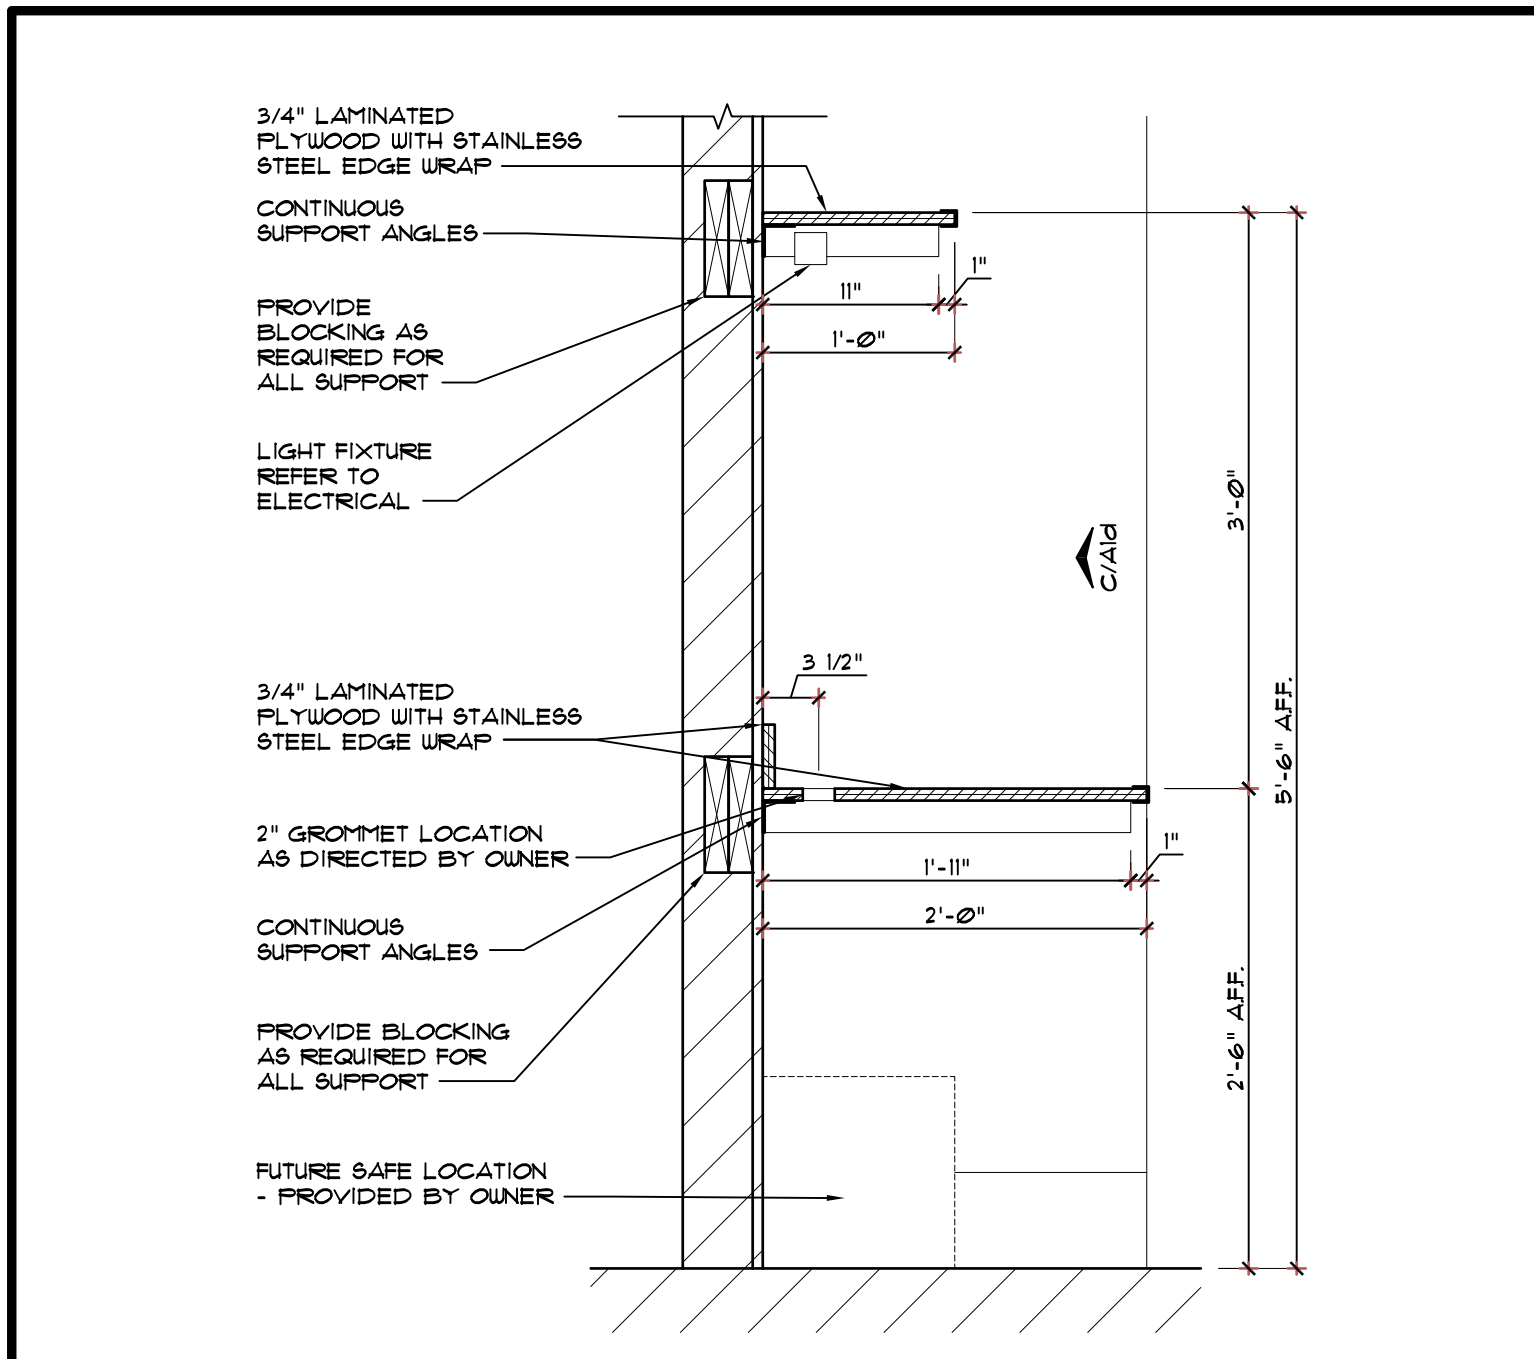 3/4" LAMINATED
PLYWOOD WITH STAINLESS
STEEL EDGE WRAP
CONTINUOUS
SUPPORT ANGLES
PROVIDE
BLOCKING AS
REQUIRED FOR
ALL SUPPORT
LIGHT FIXTURE
REFER TO
ELECTRICAL
1"
11"
1'-0"
3'-0"
C/A1d
5'-6" A.F.F.
3 1/2"
3/4" LAMINATED
PLYWOOD WITH STAINLESS
STEEL EDGE WRAP
2" GROMMET LOCATION
AS DIRECTED BY OWNER
1"
1'-11"
2'-0"
CONTINUOUS
SUPPORT ANGLES
2'-6" A.F.F.
PROVIDE BLOCKING
AS REQUIRED FOR
ALL SUPPORT
FUTURE SAFE LOCATION
- PROVIDED BY OWNER